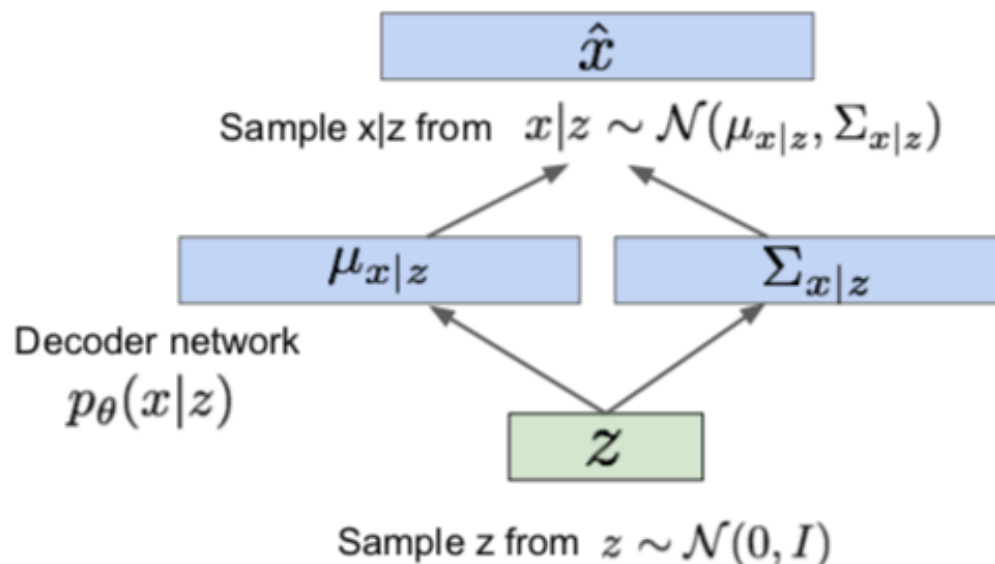 x̂
Sample x|z from x|z ∼ 𝒩(μ_{x|z}, Σ_{x|z})
μ_{x|z} Σ_{x|z}
Decoder network
p_θ(x|z)
z
Sample z from z ∼ 𝒩(0, I)